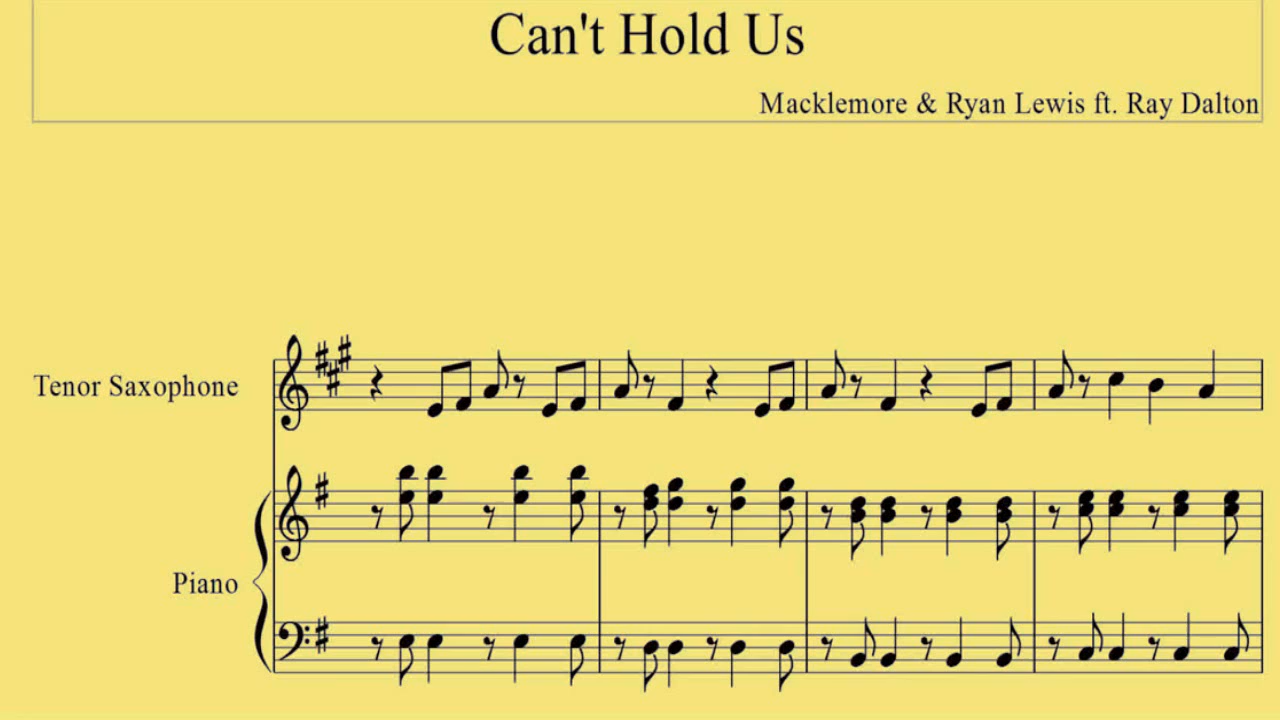 Can't Hold Us
Macklemore & Ryan Lewis ft. Ray Dalton
Tenor Saxophone
Piano